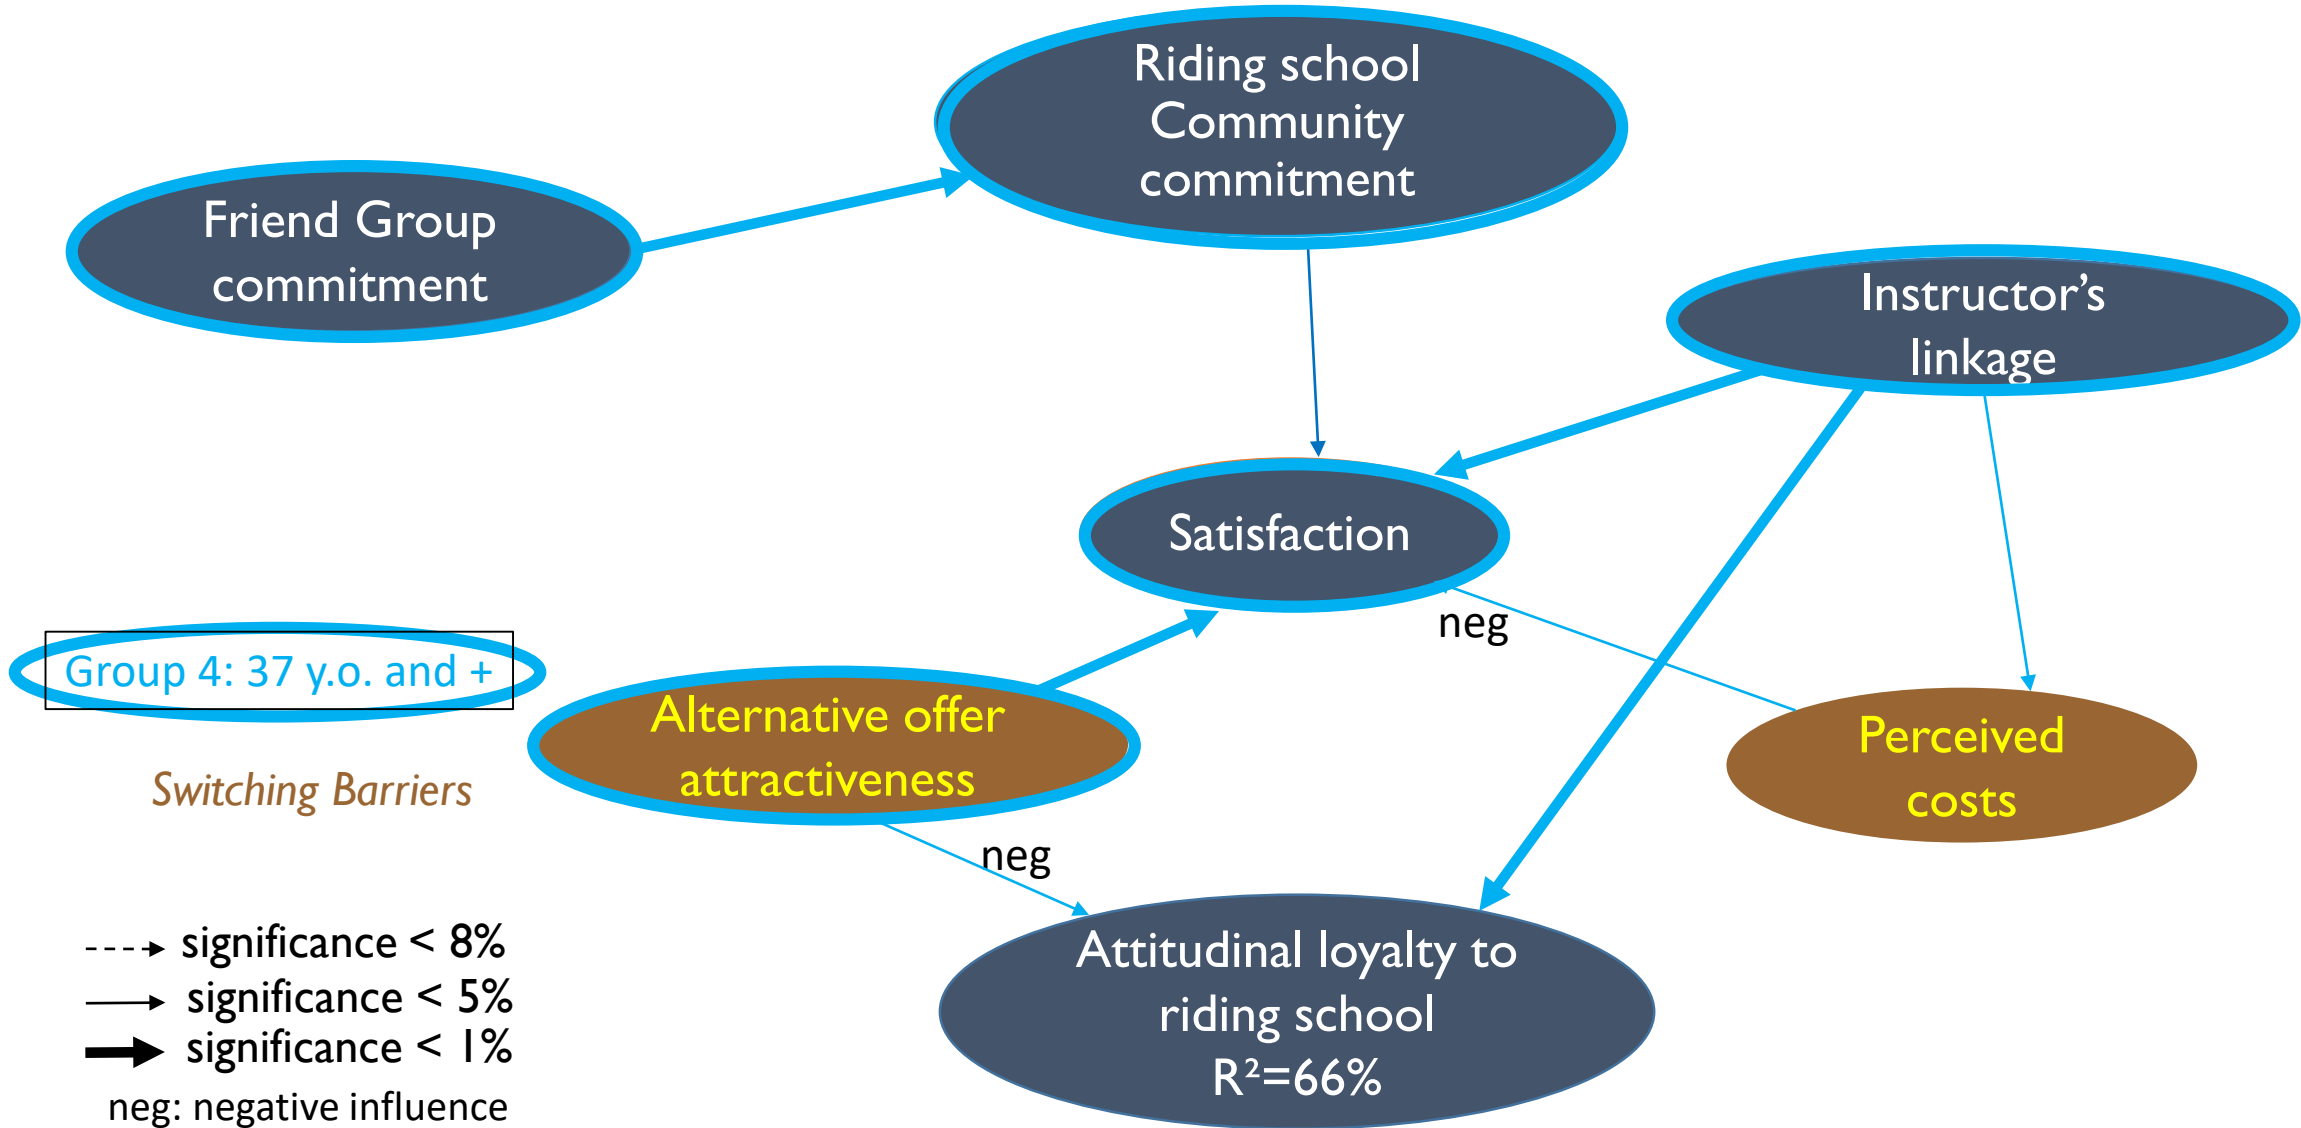 Riding school
Community
commitment
Friend Group
commitment
Instructor’s
linkage
Satisfaction
neg
Group 4: 37 y.o. and +
Alternative offer
attractiveness
Perceived
costs
Switching Barriers
neg
Attitudinal loyalty to
riding school
R²=66%
significance < 8%
significance < 5%
significance < 1%
neg: negative influence